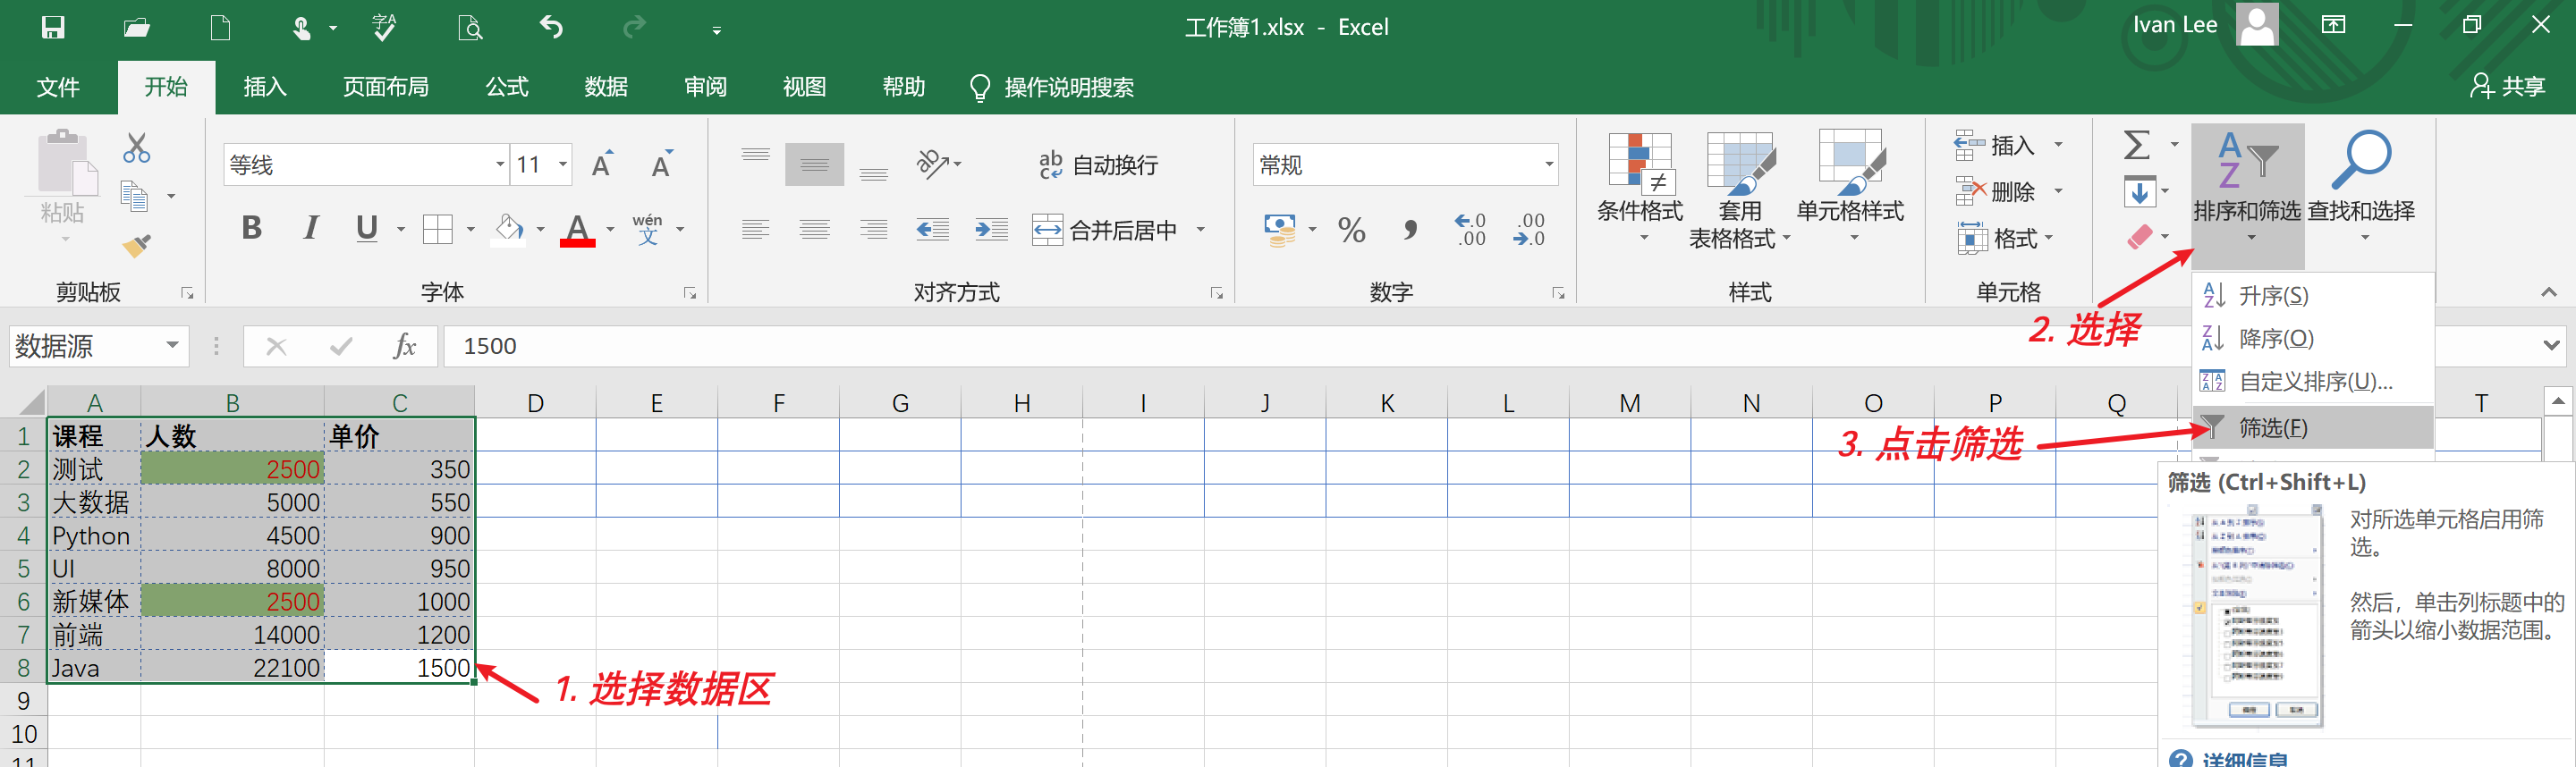 工作簿1.xlsx - Excel
Ivan Lee
文件 开始 插入 页面布局 公式 数据 审阅 视图 帮助 操作说明搜索 共享
粘贴
剪贴板
等线 11
B I U A wén 文
字体
ab c 自动换行
合并后居中
对齐方式
常规
% , .0 .00 .00 .0
数字
条件格式
套用
表格格式
单元格样式
样式
插入
删除
格式
单元格
Σ
排序和筛选
查找和选择
升序(S)
降序(O)
自定义排序(U)...
筛选(F)
2. 选择
3. 点击筛选
数据源 fx 1500
A B C D E F G H I J K L M N O P Q T
1 课程 人数 单价
2 测试 2500 350
3 大数据 5000 550
4 Python 4500 900
5 UI 8000 950
6 新媒体 2500 1000
7 前端 14000 1200
8 Java 22100 1500
9
10
11
1. 选择数据区
筛选 (Ctrl+Shift+L)
对所选单元格启用筛
选。
然后，单击列标题中的
箭头以缩小数据范围。
详细信息